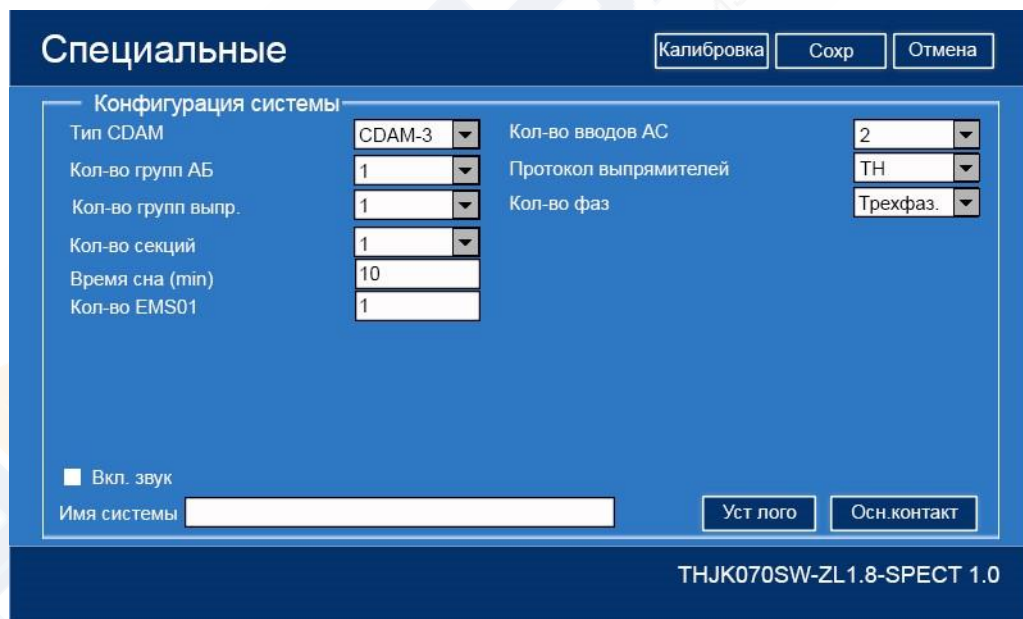 Специальные Калибровка Сохр Отмена
Конфигурация системы
Тип CDAM CDAM-3 Кол-во вводов АС 2
Кол-во групп АБ 1 Протокол выпрямителей TH
Кол-во групп выпр. 1 Кол-во фаз Трехфаз.
Кол-во секций 1
Время сна (min) 10
Кол-во EMS01 1
Вкл. звук
Имя системы Уст лого Осн.контакт
THJK070SW-ZL1.8-SPECT 1.0